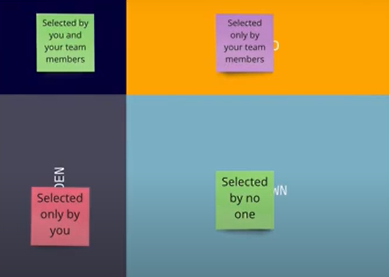 Selected by
you and
your team
members
Selected
only by
your team
members
Selected
only by
you
Selected
by no
one